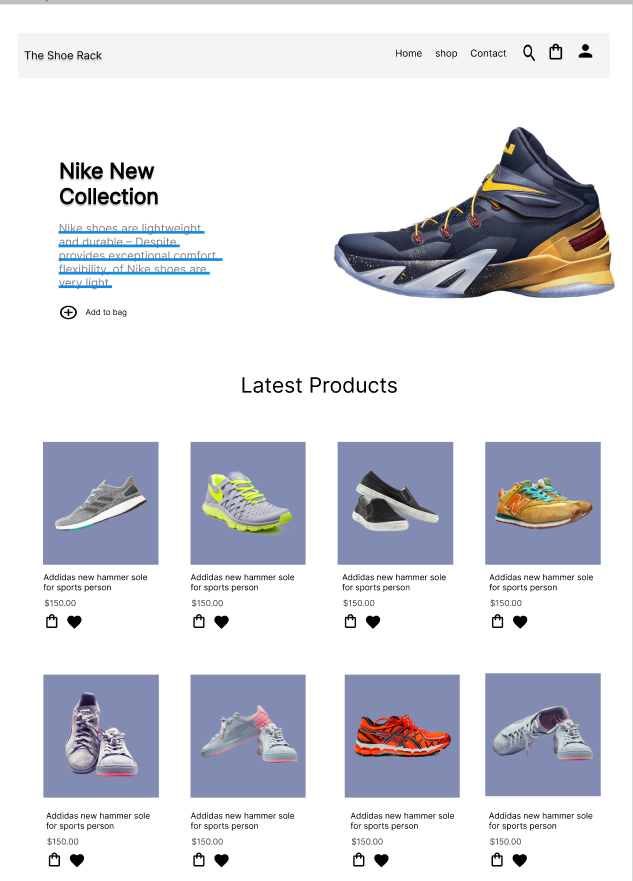 The Shoe Rack
Home shop Contact
Nike New
Collection
Nike shoes are lightweight
and durable – Despite
provides exceptional comfort,
flexibility, of Nike shoes are
very light.
Add to bag
Latest Products
Addidas new hammer sole
for sports person
$150.00
Addidas new hammer sole
for sports person
$150.00
Addidas new hammer sole
for sports person
$150.00
Addidas new hammer sole
for sports person
$150.00
Addidas new hammer sole
for sports person
$150.00
Addidas new hammer sole
for sports person
$150.00
Addidas new hammer sole
for sports person
$150.00
Addidas new hammer sole
for sports person
$150.00